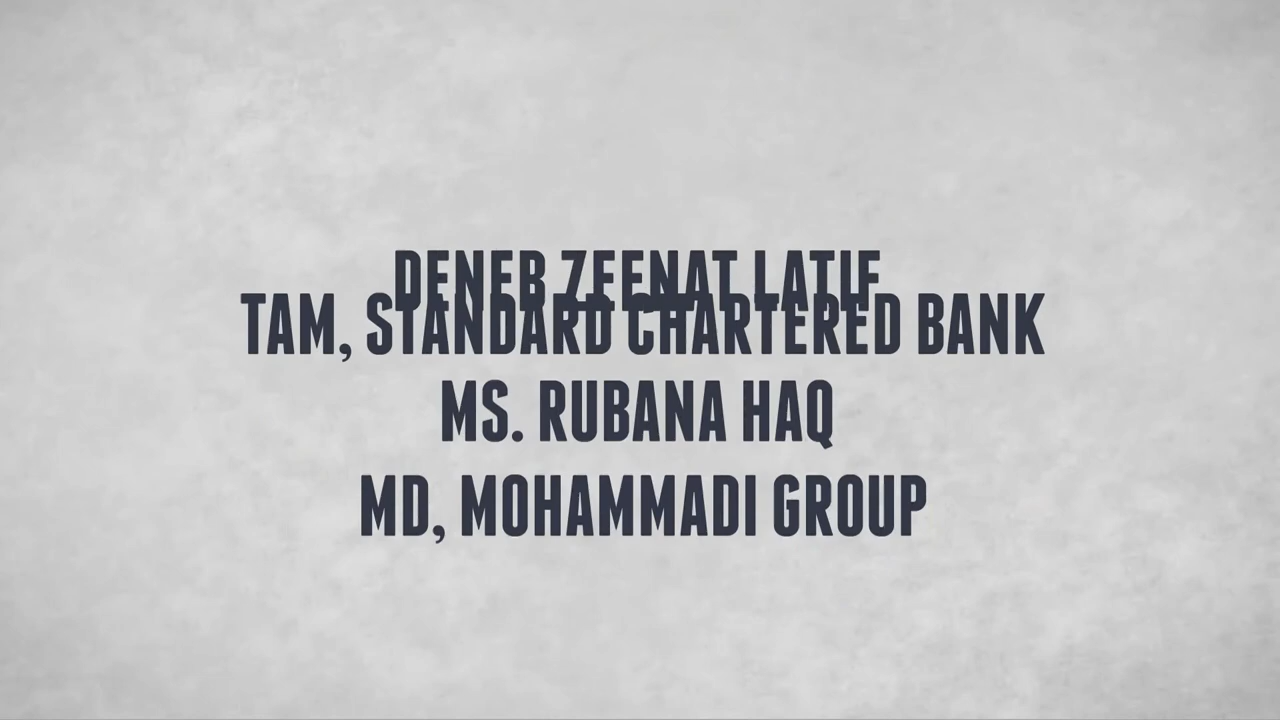 DENEB ZEENAT LATIF
TAM, STANDARD CHARTERED BANK
MS. RUBANA HAQ
MD, MOHAMMADI GROUP